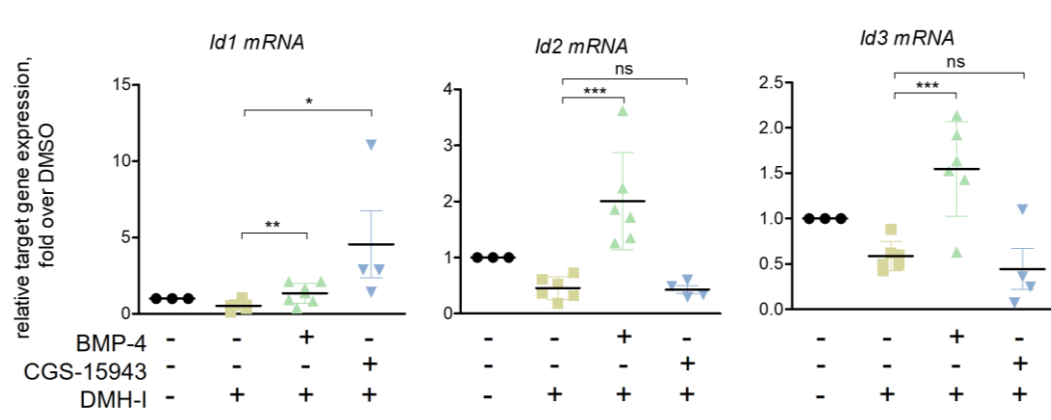 Id1 mRNA
Id2 mRNA
Id3 mRNA
relative target gene expression,
fold over DMSO
15
10
5
0
*
**
4
3
2
1
0
ns
***
2.5
2.0
1.5
1.0
0.5
0.0
ns
***
BMP-4 - - + - - - + - - - + -
CGS-15943 - - - + - - - + - - - +
DMH-I - + + + - + + + - + + +